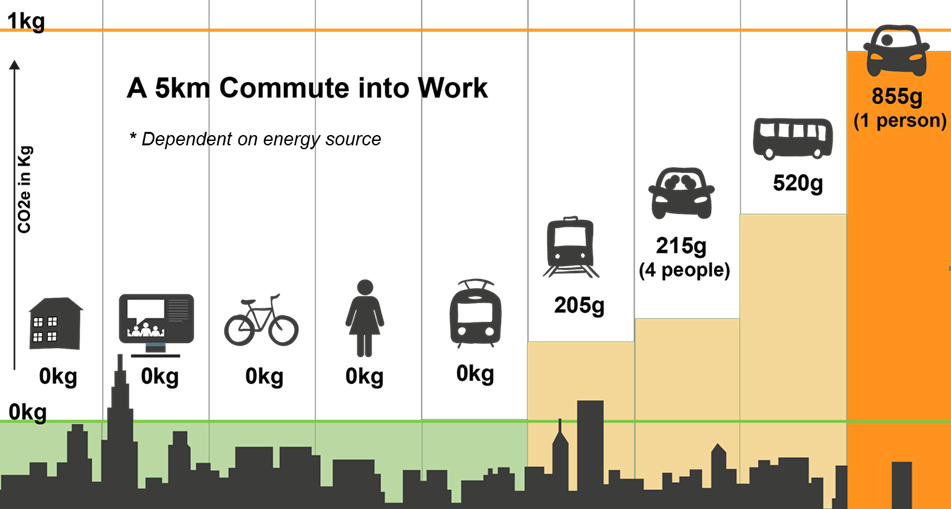 1kg
A 5km Commute into Work
* Dependent on energy source
CO2e in Kg
0kg
0kg
0kg
0kg
0kg
205g
215g
(4 people)
520g
855g
(1 person)
0kg